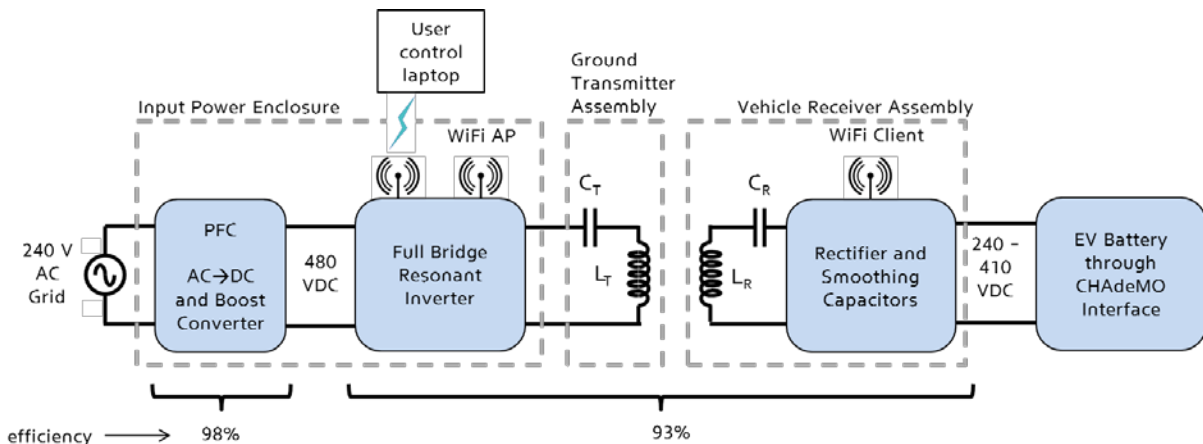 User
control
laptop
Input Power Enclosure
WiFi AP
Ground
Transmitter
Assembly
Vehicle Receiver Assembly
WiFi Client
240 V
AC
Grid
PFC
AC→DC
and Boost
Converter
480
VDC
Full Bridge
Resonant
Inverter
C_T
L_T
C_R
L_R
Rectifier and
Smoothing
Capacitors
240 –
410
VDC
EV Battery
through
CHAdeMO
Interface
efficiency
98%
93%